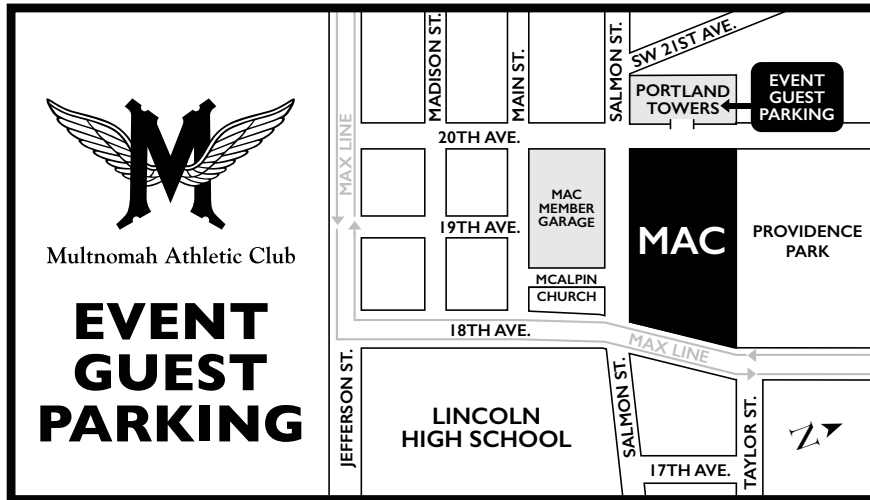 M
Multnomah Athletic Club
EVENT
GUEST
PARKING
MAX LINE
MADISON ST.
MAIN ST.
SALMON ST.
SW 21ST AVE.
PORTLAND
TOWERS
EVENT
GUEST
PARKING
20TH AVE.
MAC
MEMBER
GARAGE
19TH AVE.
MAC
PROVIDENCE
PARK
MCALPIN
CHURCH
18TH AVE.
MAX LINE
JEFFERSON ST.
LINCOLN
HIGH SCHOOL
SALMON ST.
TAYLOR ST.
N
17TH AVE.